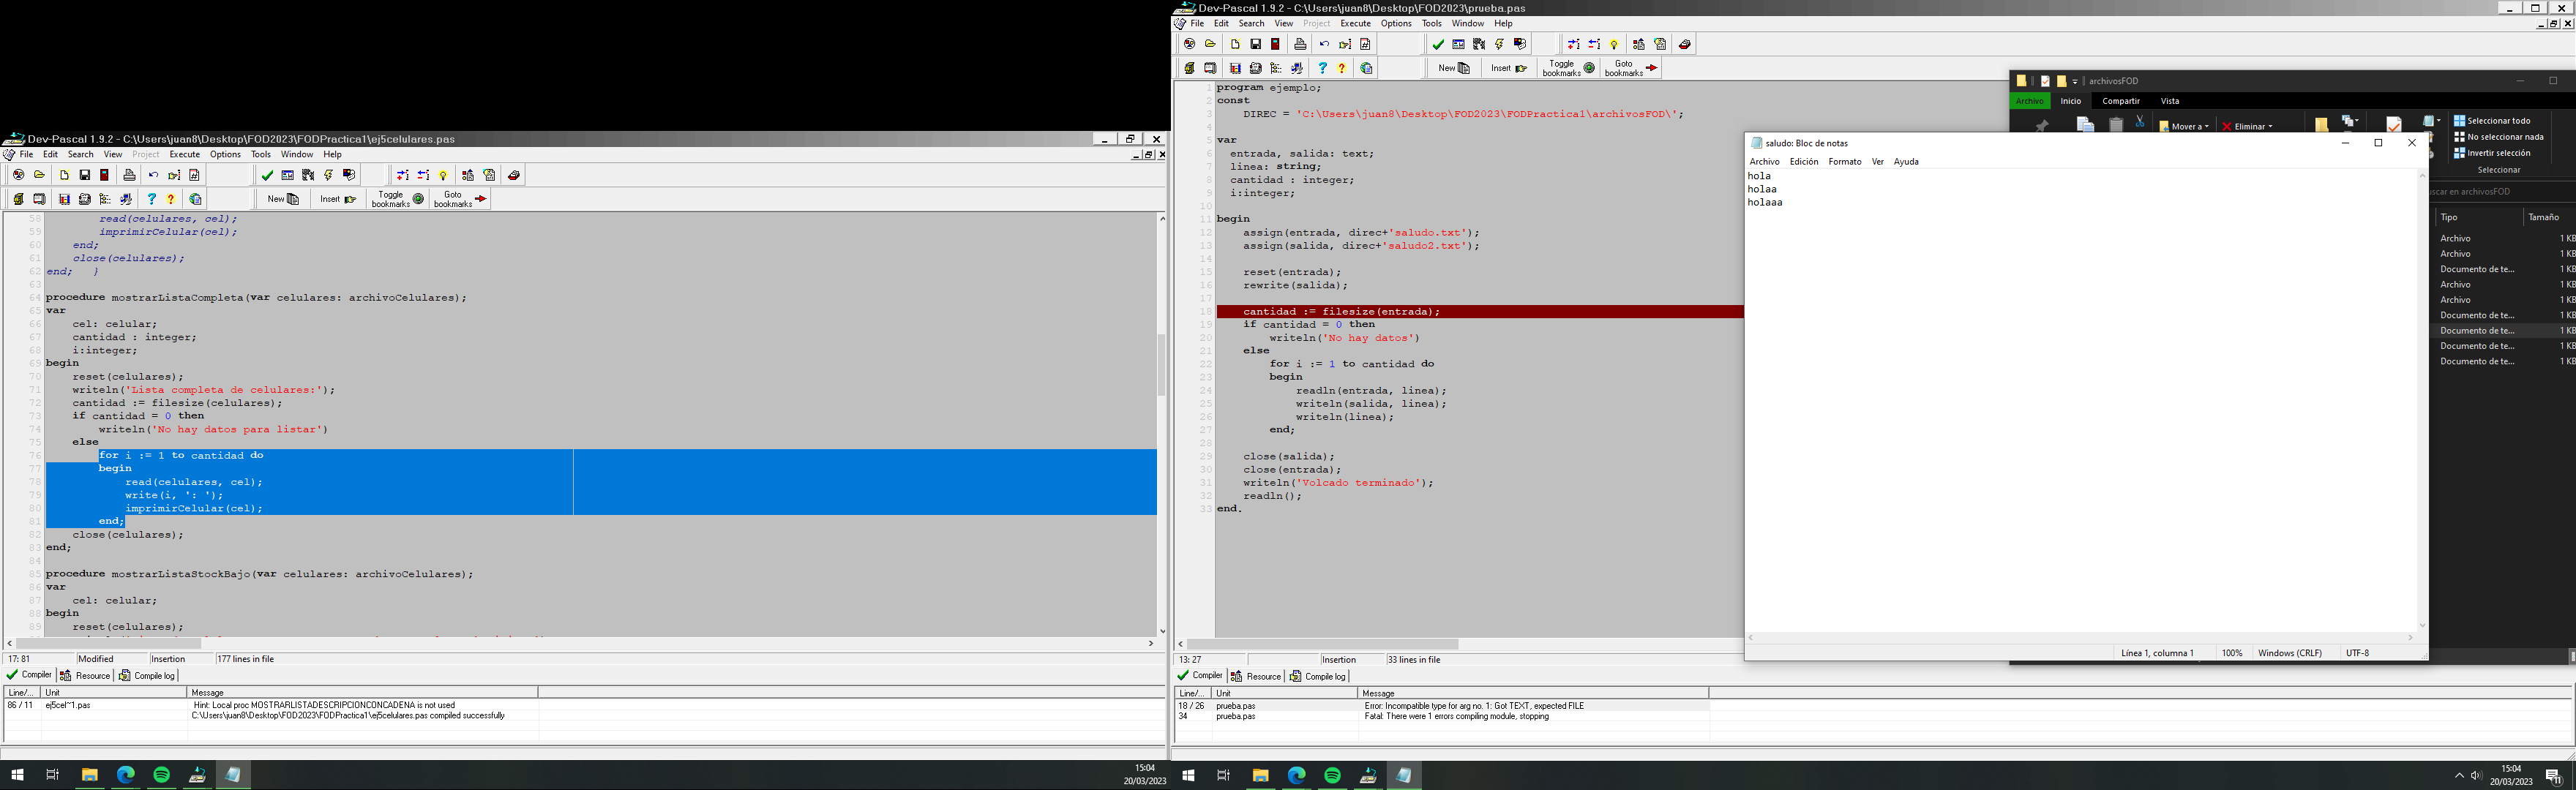 Dev-Pascal 1.9.2 - C:\Users\juan8\Desktop\FOD2023\FODPractica1\ej5celulares.pas
File Edit Search View Project Execute Options Tools Window Help
New Insert Toggle bookmarks Goto bookmarks
58 read(celulares, cel);
59 imprimirCelular(cel);
60 end;
61 close(celulares);
62 end; }
63
64 procedure mostrarListaCompleta(var celulares: archivoCelulares);
65 var
66 cel: celular;
67 cantidad : integer;
68 i:integer;
69 begin
70 reset(celulares);
71 writeln('Lista completa de celulares:');
72 cantidad := filesize(celulares);
73 if cantidad = 0 then
74 writeln('No hay datos para listar')
75 else
76 for i := 1 to cantidad do
77 begin
78 read(celulares, cel);
79 write(i, ': ');
80 imprimirCelular(cel);
81 end;
82 close(celulares);
83 end;
84
85 procedure mostrarListaStockBajo(var celulares: archivoCelulares);
86 var
87 cel: celular;
88 begin
89 reset(celulares);
17: 81 Modified Insertion 177 lines in file
Compiler Resource Compile log
Line/... Unit Message
86 / 11 ej5cel~1.pas Hint: Local proc MOSTRARLISTADESCRIPCIONCONCADENA is not used
C:\Users\juan8\Desktop\FOD2023\FODPractica1\ej5celulares.pas compiled successfully
15:04
20/03/2023
Dev-Pascal 1.9.2 - C:\Users\juan8\Desktop\FOD2023\prueba.pas
File Edit Search View Project Execute Options Tools Window Help
New Insert Toggle bookmarks Goto bookmarks
1 program ejemplo;
2 const
3 DIREC = 'C:\Users\juan8\Desktop\FOD2023\FODPractica1\archivosFOD\';
4
5 var
6 entrada, salida: text;
7 linea: string;
8 cantidad : integer;
9 i:integer;
10
11 begin
12 assign(entrada, direc+'saludo.txt');
13 assign(salida, direc+'saludo2.txt');
14
15 reset(entrada);
16 rewrite(salida);
17
18 cantidad := filesize(entrada);
19 if cantidad = 0 then
20 writeln('No hay datos')
21 else
22 for i := 1 to cantidad do
23 begin
24 readln(entrada, linea);
25 writeln(salida, linea);
26 writeln(linea);
27 end;
28
29 close(salida);
30 close(entrada);
31 writeln('Volcado terminado');
32 readln();
33 end.
13: 27 Insertion 33 lines in file
Compiler Resource Compile log
Line/... Unit Message
18 / 26 prueba.pas Error: Incompatible type for arg no. 1: Got TEXT, expected FILE
34 prueba.pas Fatal: There were 1 errors compiling module, stopping
archivosFOD
Archivo Inicio Compartir Vista
Mover a Eliminar
Seleccionar todo
No seleccionar nada
Invertir selección
Seleccionar
uscar en archivosFOD
Tipo Tamaño
Archivo 1 KB
Archivo 1 KB
Documento de te... 1 KB
Archivo 1 KB
Archivo 1 KB
Documento de te... 1 KB
Documento de te... 1 KB
Documento de te... 1 KB
Documento de te... 1 KB
saludo: Bloc de notas
Archivo Edición Formato Ver Ayuda
hola
holaa
holaaa
Línea 1, columna 1 100% Windows (CRLF) UTF-8
15:04
20/03/2023
11